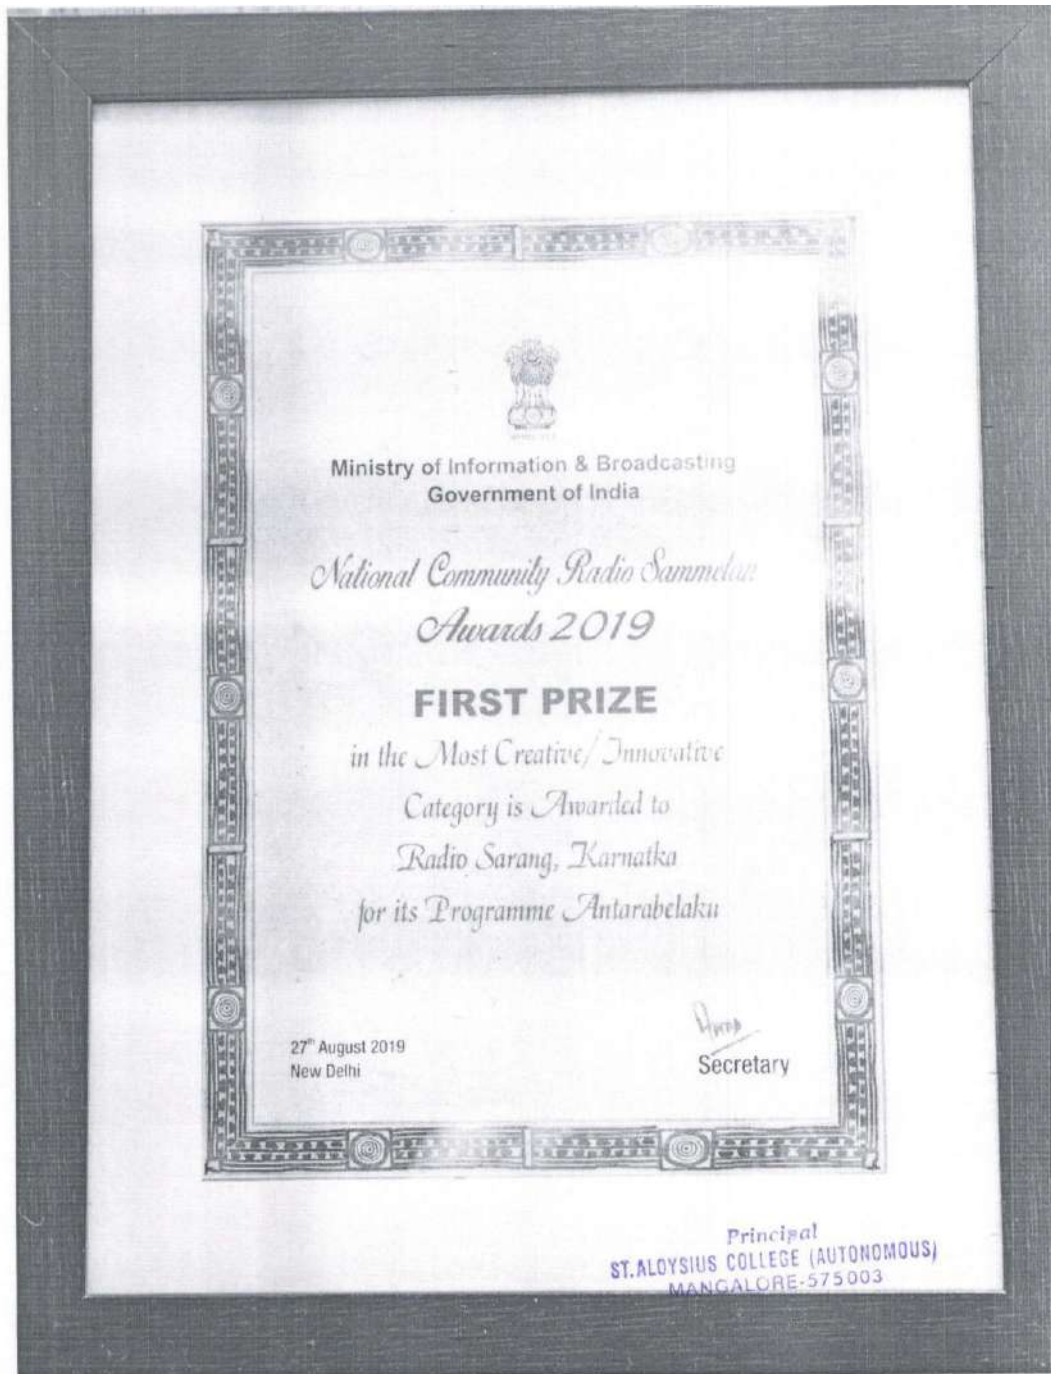 Ministry of Information & Broadcasting
Government of India
National Community Radio Sammelan
Awards 2019
FIRST PRIZE
in the Most Creative/Innovative
Category is Awarded to
Radio Sarang, Karnatka
for its Programme Antarabelaku
27th August 2019
New Delhi
Secretary
Principal
ST.ALOYSIUS COLLEGE (AUTONOMOUS)
MANGALORE-575003